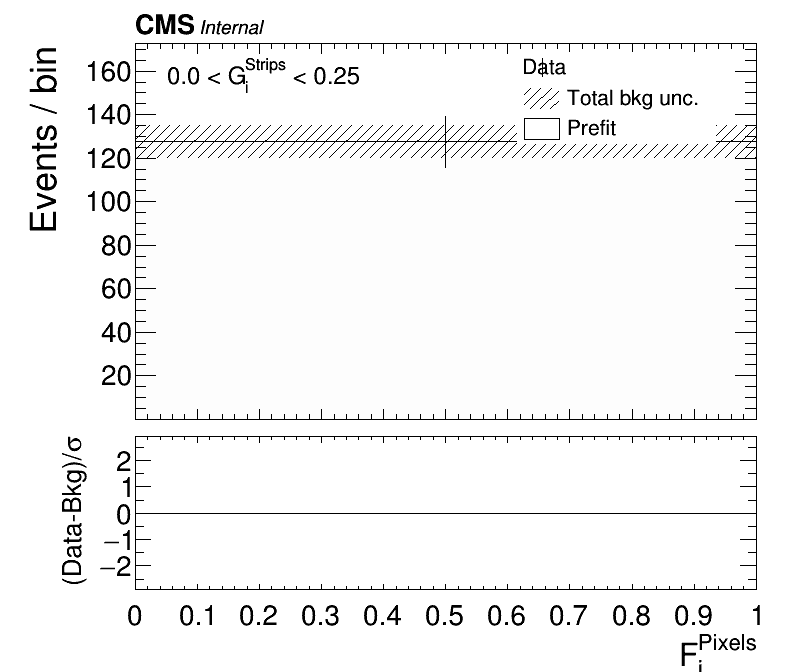 CMS Internal
Events / bin
160
140
120
100
80
60
40
20
0.0 < G_i^Strips < 0.25
Data
Total bkg unc.
Prefit
(Data-Bkg)/σ
2
1
0
−1
−2
0 0.1 0.2 0.3 0.4 0.5 0.6 0.7 0.8 0.9 1
F_i^Pixels